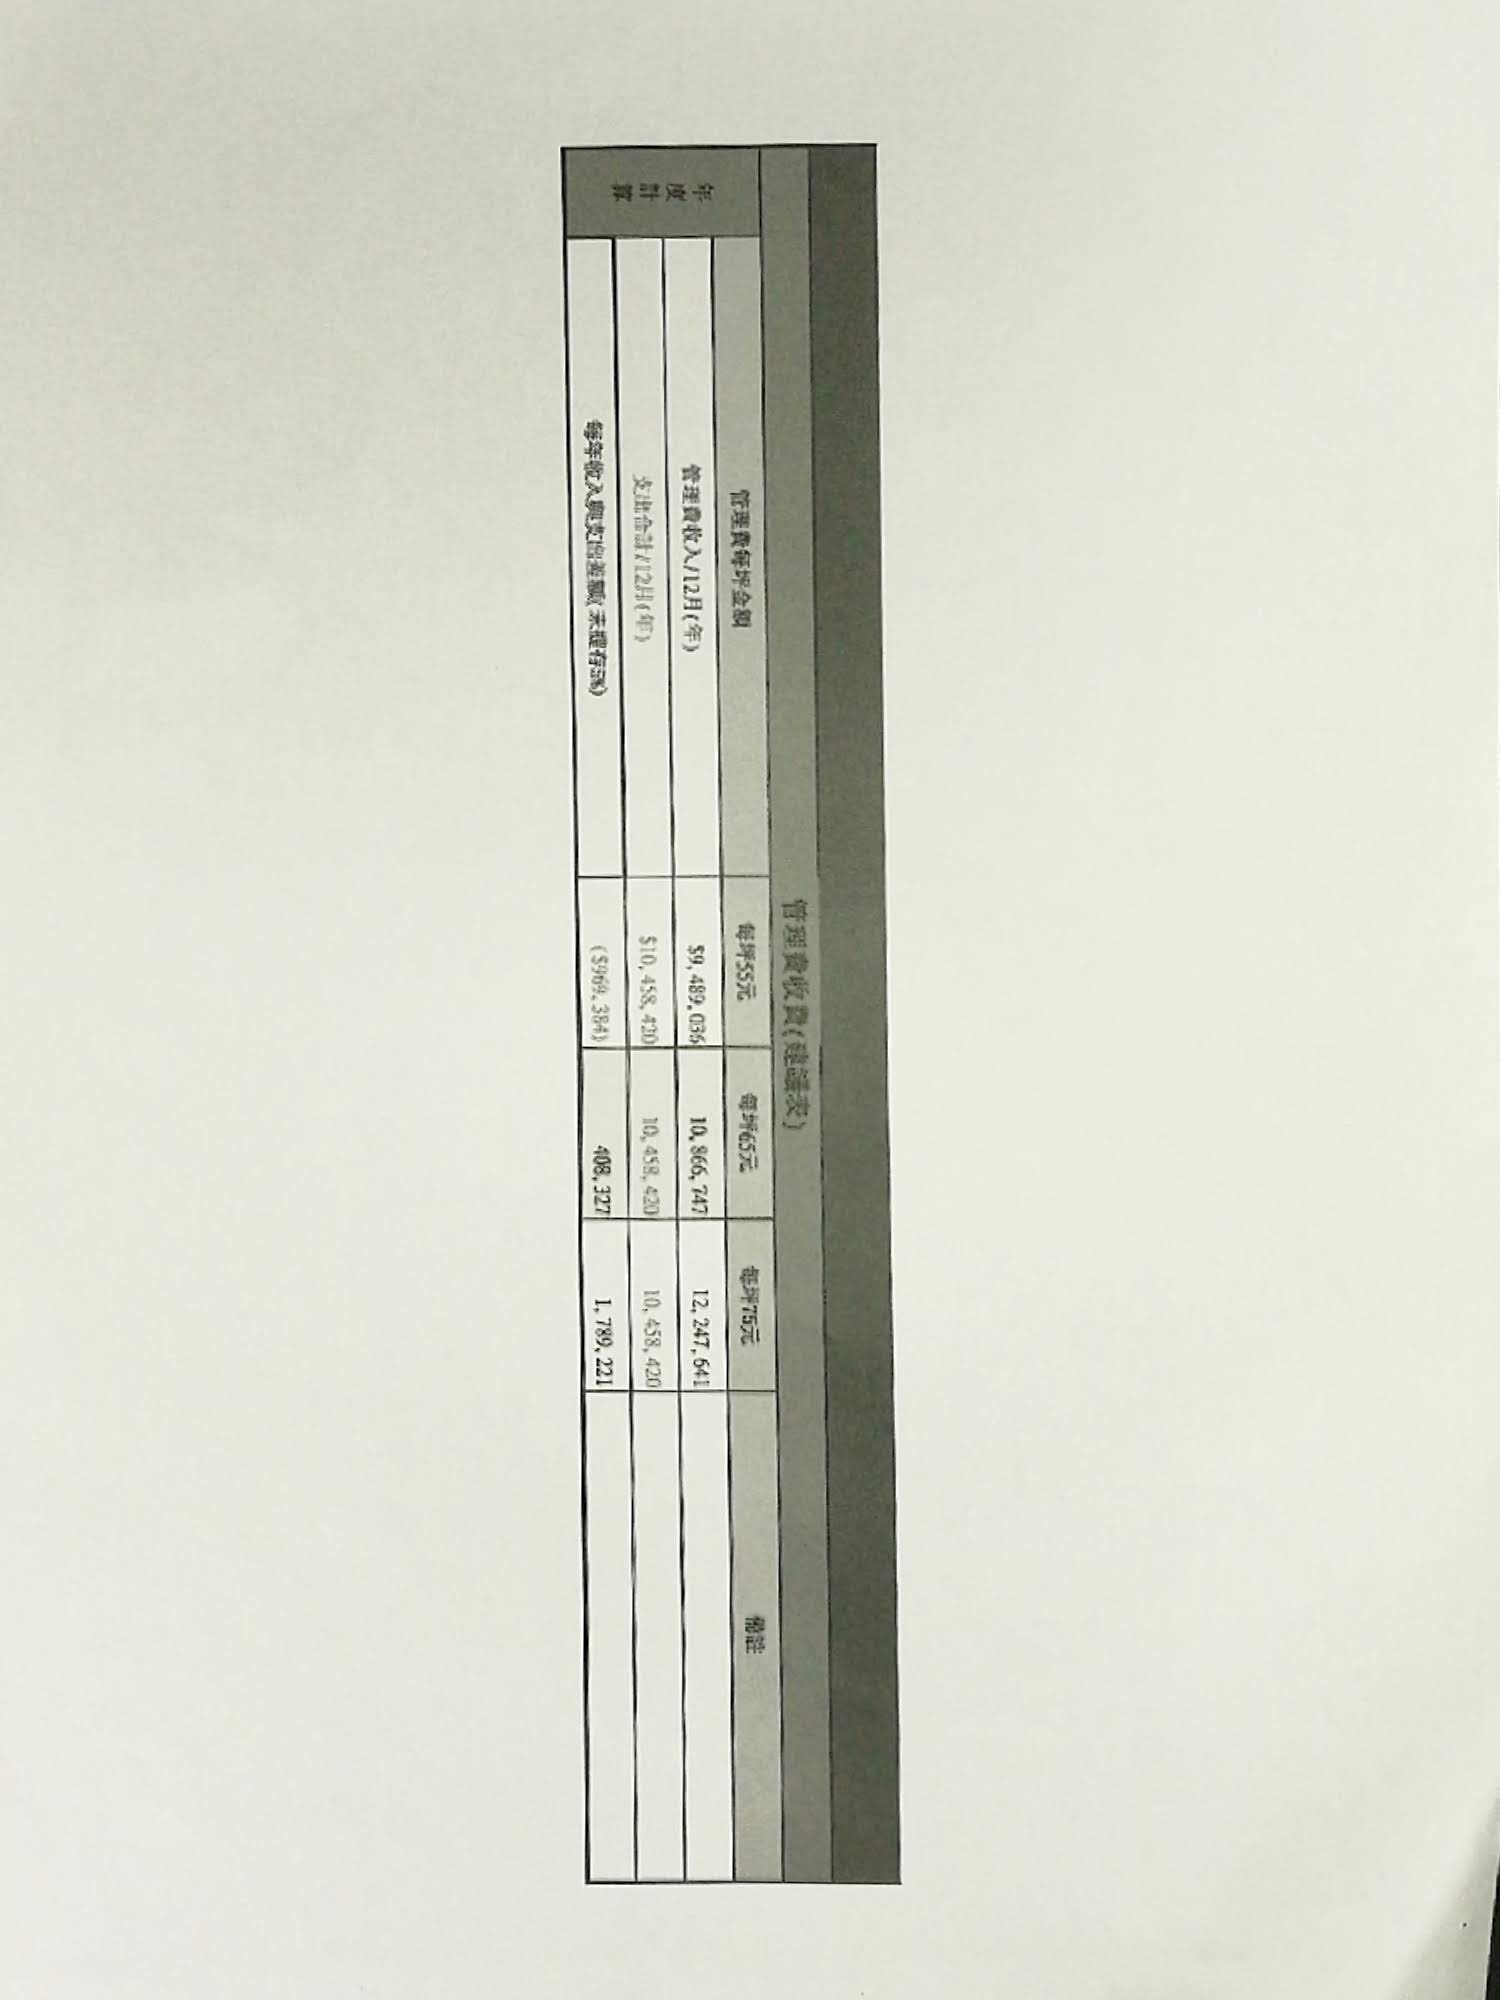 管理費收費(建議表)
管理費每坪金額 每坪55元 每坪65元 每坪75元 備註
年度計算
管理費收入/12月(年) $9,489,036 10,866,747 12,247,641
支出合計/12月(年) $10,458,420 10,458,420 10,458,420
每年收入與支出差額(未提存5%) ($969,384) 408,327 1,789,221